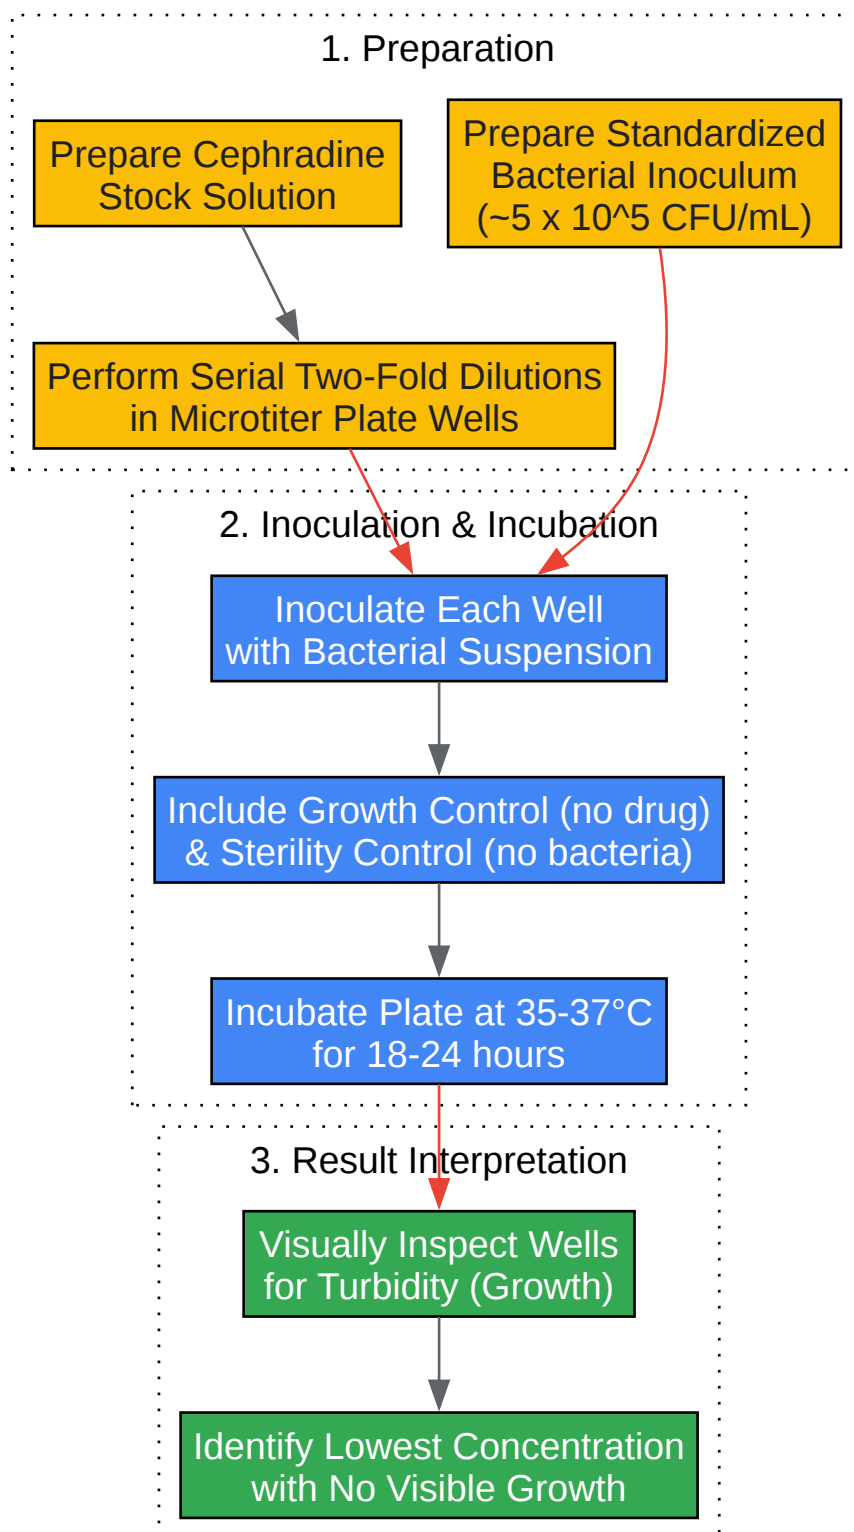 1. Preparation
Prepare Cephradine
Stock Solution
Prepare Standardized
Bacterial Inoculum
(~5 x 10^5 CFU/mL)
Perform Serial Two-Fold Dilutions
in Microtiter Plate Wells
2. Inoculation & Incubation
Inoculate Each Well
with Bacterial Suspension
Include Growth Control (no drug)
& Sterility Control (no bacteria)
Incubate Plate at 35-37°C
for 18-24 hours
3. Result Interpretation
Visually Inspect Wells
for Turbidity (Growth)
Identify Lowest Concentration
with No Visible Growth